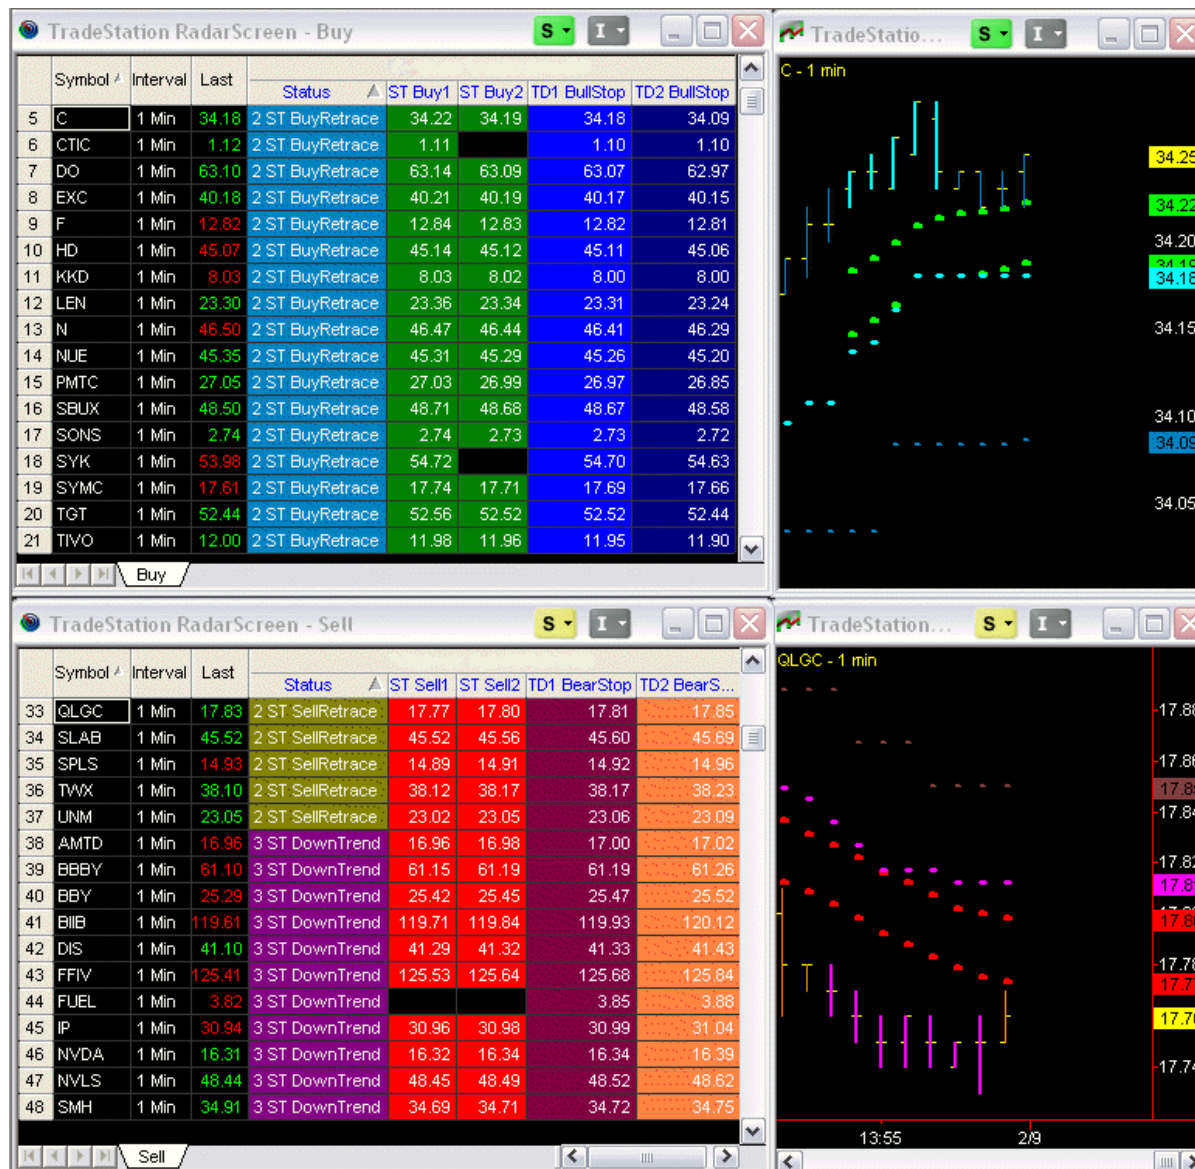 TradeStation RadarScreen - Buy
S I
Symbol Interval Last Status ST Buy1 ST Buy2 TD1 BullStop TD2 BullStop
5 C 1 Min 34.18 2 ST BuyRetrace 34.22 34.19 34.18 34.09
6 CTIC 1 Min 1.12 2 ST BuyRetrace 1.11 1.10 1.10
7 DO 1 Min 63.10 2 ST BuyRetrace 63.14 63.09 63.07 62.97
8 EXC 1 Min 40.18 2 ST BuyRetrace 40.21 40.19 40.17 40.15
9 F 1 Min 12.82 2 ST BuyRetrace 12.84 12.83 12.82 12.81
10 HD 1 Min 45.07 2 ST BuyRetrace 45.14 45.12 45.11 45.06
11 KKD 1 Min 8.03 2 ST BuyRetrace 8.03 8.02 8.00 8.00
12 LEN 1 Min 23.30 2 ST BuyRetrace 23.36 23.34 23.31 23.24
13 N 1 Min 46.50 2 ST BuyRetrace 46.47 46.44 46.41 46.29
14 NUE 1 Min 45.35 2 ST BuyRetrace 45.31 45.29 45.26 45.20
15 PMTC 1 Min 27.05 2 ST BuyRetrace 27.03 26.99 26.97 26.85
16 SBUX 1 Min 48.50 2 ST BuyRetrace 48.71 48.68 48.67 48.58
17 SONS 1 Min 2.74 2 ST BuyRetrace 2.74 2.73 2.73 2.72
18 SYK 1 Min 53.98 2 ST BuyRetrace 54.72 54.70 54.63
19 SYMC 1 Min 17.61 2 ST BuyRetrace 17.74 17.71 17.69 17.66
20 TGT 1 Min 52.44 2 ST BuyRetrace 52.56 52.52 52.52 52.44
21 TIVO 1 Min 12.00 2 ST BuyRetrace 11.98 11.96 11.95 11.90
Buy
TradeStatio...
S I
C - 1 min
34.25
34.22
34.20
34.18
34.15
34.10
34.09
34.05
TradeStation RadarScreen - Sell
S I
Symbol Interval Last Status ST Sell1 ST Sell2 TD1 BearStop TD2 BearS...
33 QLGC 1 Min 17.83 2 ST SellRetrace 17.77 17.80 17.81 17.85
34 SLAB 1 Min 45.52 2 ST SellRetrace 45.52 45.56 45.60 45.69
35 SPLS 1 Min 14.93 2 ST SellRetrace 14.89 14.91 14.92 14.96
36 TWX 1 Min 38.10 2 ST SellRetrace 38.12 38.17 38.17 38.23
37 UNM 1 Min 23.05 2 ST SellRetrace 23.02 23.05 23.06 23.09
38 AMTD 1 Min 16.96 3 ST DownTrend 16.96 16.98 17.00 17.02
39 BBBY 1 Min 61.10 3 ST DownTrend 61.15 61.19 61.19 61.26
40 BBY 1 Min 25.29 3 ST DownTrend 25.42 25.45 25.47 25.52
41 BIIB 1 Min 119.61 3 ST DownTrend 119.71 119.84 119.93 120.12
42 DIS 1 Min 41.10 3 ST DownTrend 41.29 41.32 41.33 41.43
43 FFIV 1 Min 125.41 3 ST DownTrend 125.53 125.64 125.68 125.84
44 FUEL 1 Min 3.82 3 ST DownTrend 3.85 3.88
45 IP 1 Min 30.94 3 ST DownTrend 30.96 30.98 30.99 31.04
46 NVDA 1 Min 16.31 3 ST DownTrend 16.32 16.34 16.34 16.39
47 NVLS 1 Min 48.44 3 ST DownTrend 48.45 48.49 48.52 48.62
48 SMH 1 Min 34.91 3 ST DownTrend 34.69 34.71 34.72 34.75
Sell
TradeStation...
S I
QLGC - 1 min
17.88
17.86
17.84
17.82
17.78
17.74
13:55 2/9